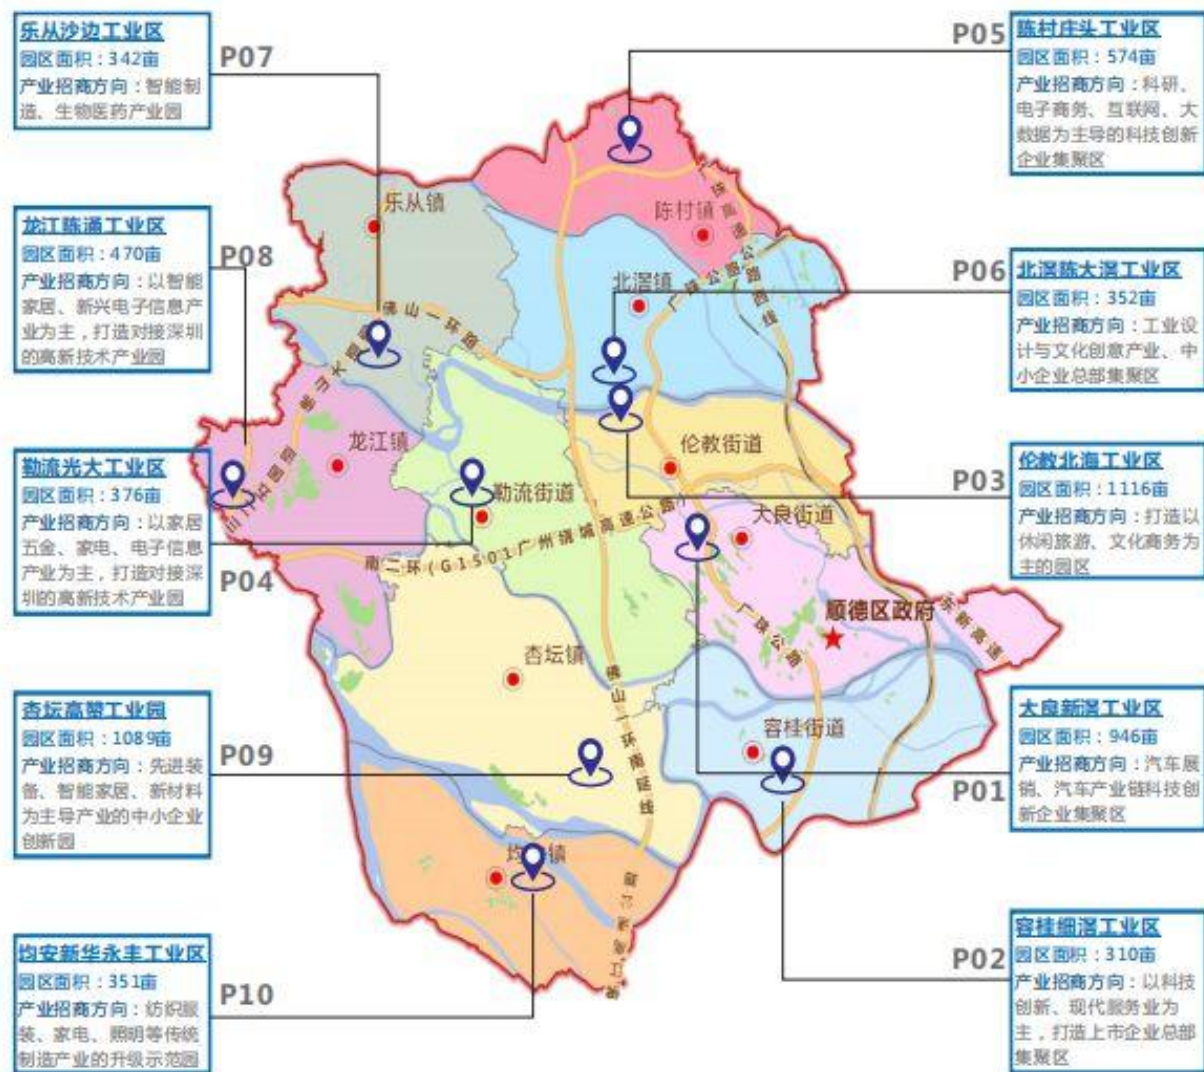 乐从沙边工业区
园区面积：342亩
产业招商方向：智能制
造、生物医药产业园
P07
龙江陈涌工业区
园区面积：470亩
产业招商方向：以智能
家居、新兴电子信息产
业为主，打造对接深圳
的高新技术产业园
P08
勒流光大工业区
园区面积：376亩
产业招商方向：以家居
五金、家电、电子信息
产业为主，打造对接深
圳的高新技术产业园
P04
杏坛高赞工业园
园区面积：1089亩
产业招商方向：先进装
备、智能家居、新材料
为主导产业的中小企业
创新园
P09
均安新华永丰工业区
园区面积：351亩
产业招商方向：纺织服
装、家电、照明等传统
制造产业的升级示范园
P10
乐从镇
陈村镇
北滘镇
龙江镇
勒流街道
伦教街道
大良街道
顺德区政府
杏坛镇
容桂街道
均 镇
佛山一环路
广珠公路
南二环(G1501广州绕城高速公路)
广珠公路
东新高速
佛山一环南延线
P05
陈村庄头工业区
园区面积：574亩
产业招商方向：科研、
电子商务、互联网、大
数据为主导的科技创新
企业集聚区
P06
北滘陈大滘工业区
园区面积：352亩
产业招商方向：工业设
计与文化创意产业、中
小企业总部集聚区
P03
伦教北海工业区
园区面积：1116亩
产业招商方向：打造以
休闲旅游、文化商务为
主的园区
P01
大良新滘工业区
园区面积：946亩
产业招商方向：汽车展
销、汽车产业链科技创
新企业集聚区
P02
容桂细滘工业区
园区面积：310亩
产业招商方向：以科技
创新、现代服务业为
主，打造上市企业总部
集聚区